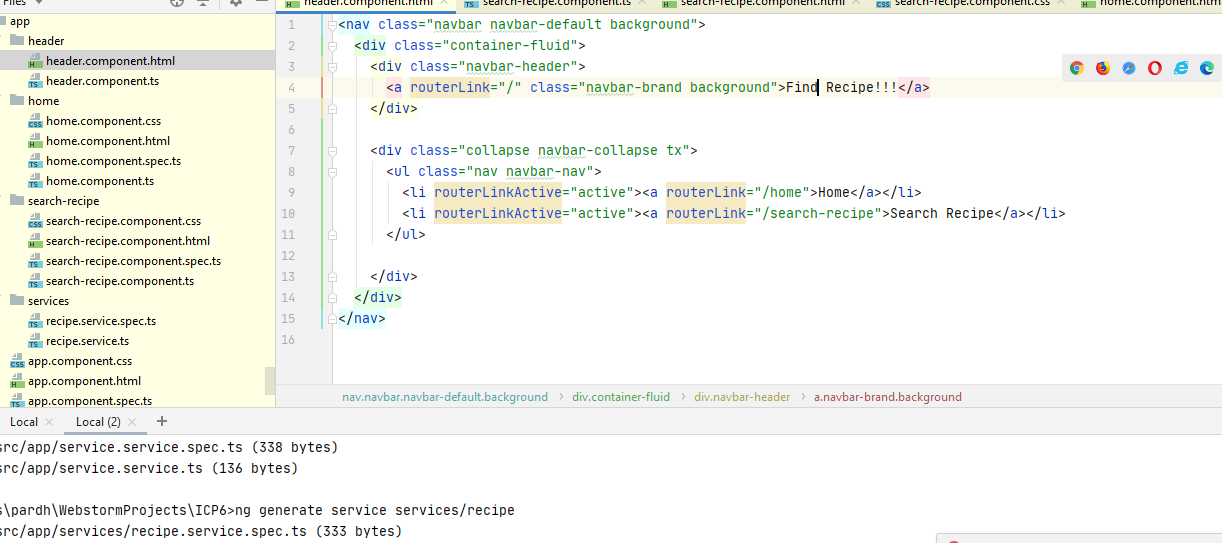 Files
header.component.html
search-recipe.component.ts
search-recipe.component.html
search-recipe.component.css
home.component.html
app
header
header.component.html
header.component.ts
home
home.component.css
home.component.html
home.component.spec.ts
home.component.ts
search-recipe
search-recipe.component.css
search-recipe.component.html
search-recipe.component.spec.ts
search-recipe.component.ts
services
recipe.service.spec.ts
recipe.service.ts
app.component.css
app.component.html
app.component.spec.ts
1 <nav class="navbar navbar-default background">
2 <div class="container-fluid">
3 <div class="navbar-header">
4 <a routerLink="/" class="navbar-brand background">Find Recipe!!!</a>
5 </div>
6
7 <div class="collapse navbar-collapse tx">
8 <ul class="nav navbar-nav">
9 <li routerLinkActive="active"><a routerLink="/home">Home</a></li>
10 <li routerLinkActive="active"><a routerLink="/search-recipe">Search Recipe</a></li>
11 </ul>
12
13 </div>
14 </div>
15 </nav>
16
nav.navbar.navbar-default.background > div.container-fluid > div.navbar-header > a.navbar-brand.background
Local × Local (2) × +
src/app/service.service.spec.ts (338 bytes)
src/app/service.service.ts (136 bytes)
s\pardh\WebstormProjects\ICP6>ng generate service services/recipe
src/app/services/recipe.service.spec.ts (333 bytes)